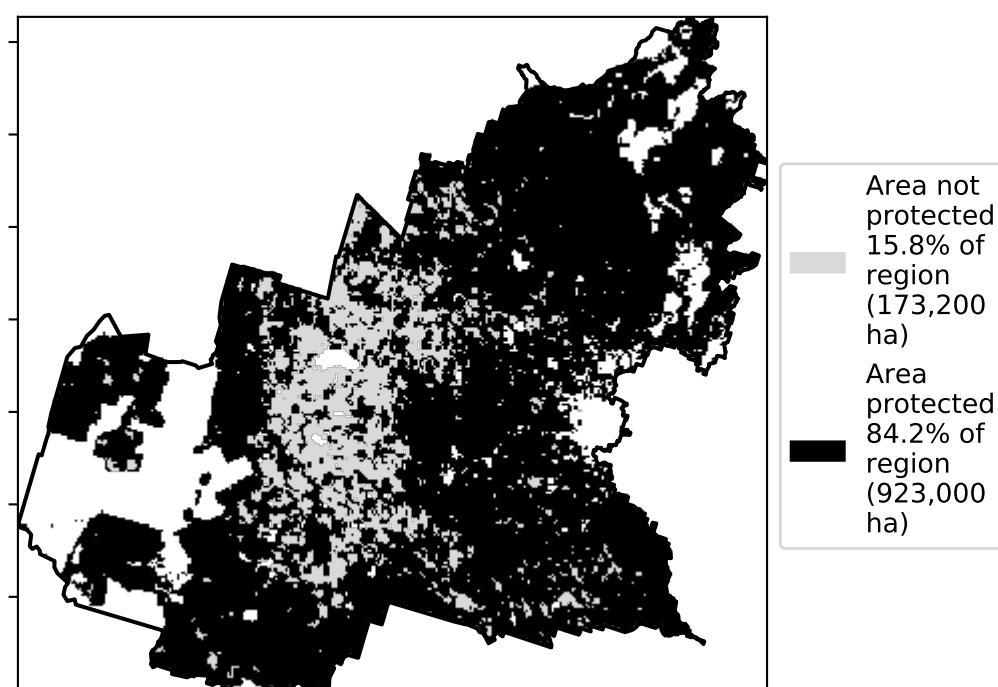 Area not
protected
15.8% of
region
(173,200
ha)
Area
protected
84.2% of
region
(923,000
ha)